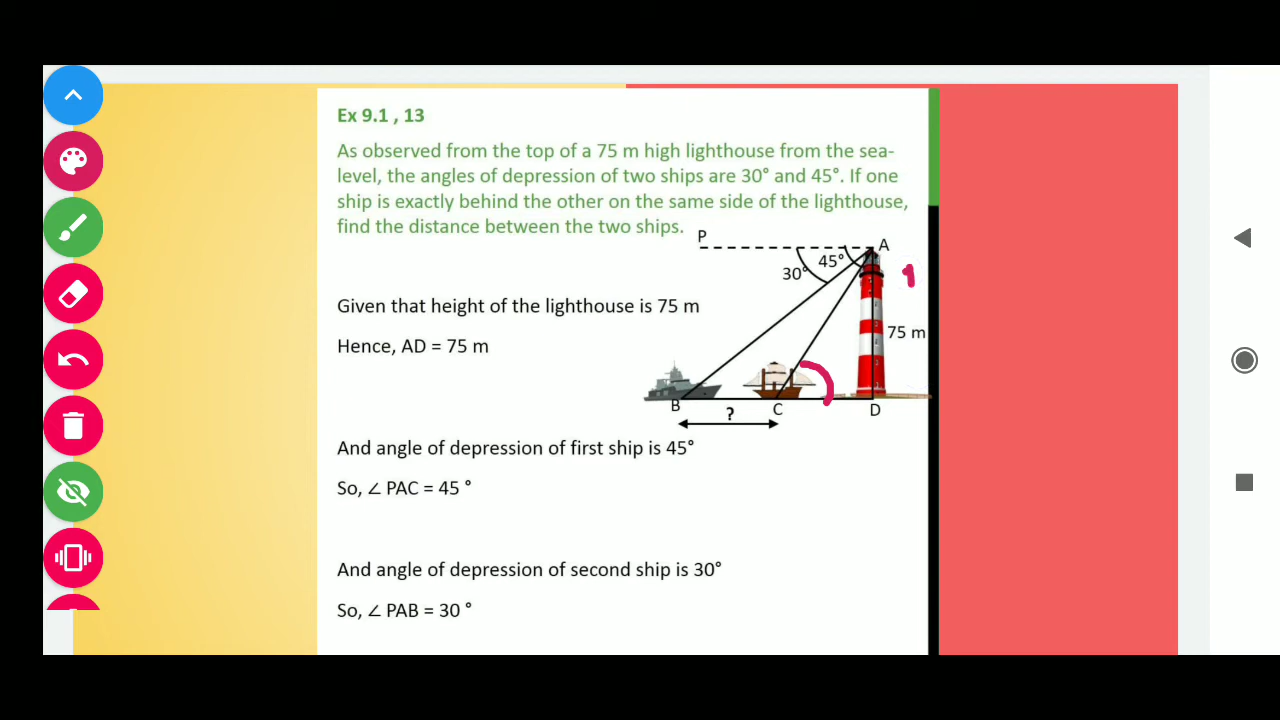 Ex 9.1 , 13
As observed from the top of a 75 m high lighthouse from the sea-
level, the angles of depression of two ships are 30° and 45°. If one
ship is exactly behind the other on the same side of the lighthouse,
find the distance between the two ships.
P
A
45°
30°
1
Given that height of the lighthouse is 75 m
75 m
Hence, AD = 75 m
B
C
D
?
And angle of depression of first ship is 45°
So, ∠ PAC = 45 °
And angle of depression of second ship is 30°
So, ∠ PAB = 30 °